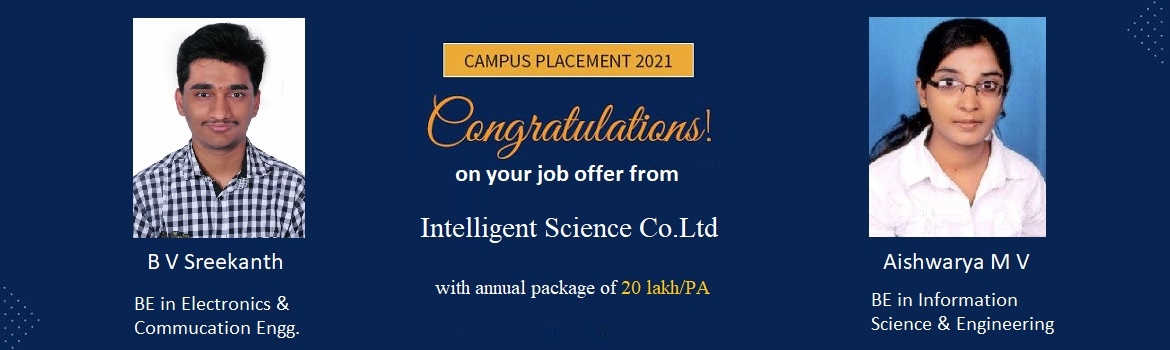 CAMPUS PLACEMENT 2021
Congratulations!
on your job offer from
Intelligent Science Co.Ltd
with annual package of 20 lakh/PA
B V Sreekanth
BE in Electronics &
Commucation Engg.
Aishwarya M V
BE in Information
Science & Engineering